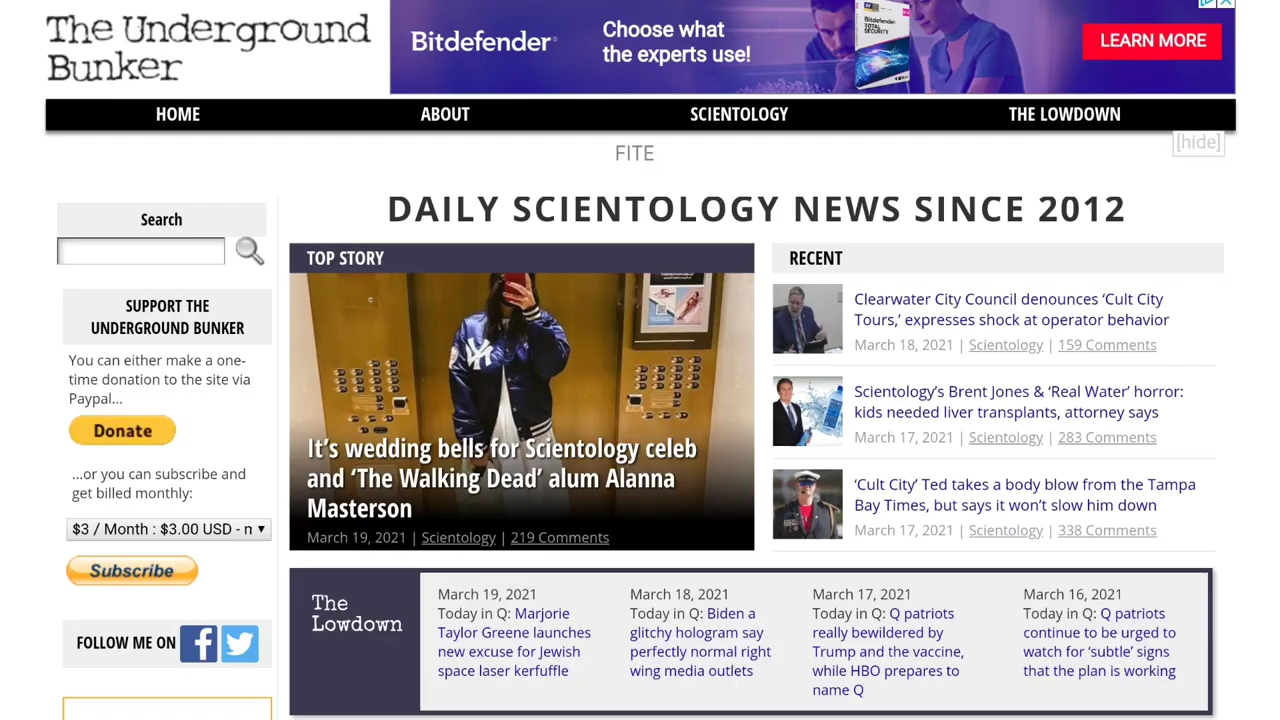 The Underground
Bunker
Bitdefender
Choose what
the experts use!
Bitdefender
TOTAL
SECURITY
LEARN MORE
HOME
ABOUT
SCIENTOLOGY
THE LOWDOWN
FITE
[hide]
DAILY SCIENTOLOGY NEWS SINCE 2012
Search
SUPPORT THE
UNDERGROUND BUNKER
You can either make a one-
time donation to the site via
Paypal...
Donate
...or you can subscribe and
get billed monthly:
$3 / Month : $3.00 USD - n
Subscribe
FOLLOW ME ON
TOP STORY
It’s wedding bells for Scientology celeb
and ‘The Walking Dead’ alum Alanna
Masterson
March 19, 2021 | Scientology | 219 Comments
RECENT
Clearwater City Council denounces ‘Cult City
Tours,’ expresses shock at operator behavior
March 18, 2021 | Scientology | 159 Comments
Scientology’s Brent Jones & ‘Real Water’ horror:
kids needed liver transplants, attorney says
March 17, 2021 | Scientology | 283 Comments
‘Cult City’ Ted takes a body blow from the Tampa
Bay Times, but says it won’t slow him down
March 17, 2021 | Scientology | 338 Comments
The
Lowdown
March 19, 2021
Today in Q: Marjorie
Taylor Greene launches
new excuse for Jewish
space laser kerfuffle
March 18, 2021
Today in Q: Biden a
glitchy hologram say
perfectly normal right
wing media outlets
March 17, 2021
Today in Q: Q patriots
really bewildered by
Trump and the vaccine,
while HBO prepares to
name Q
March 16, 2021
Today in Q: Q patriots
continue to be urged to
watch for ‘subtle’ signs
that the plan is working